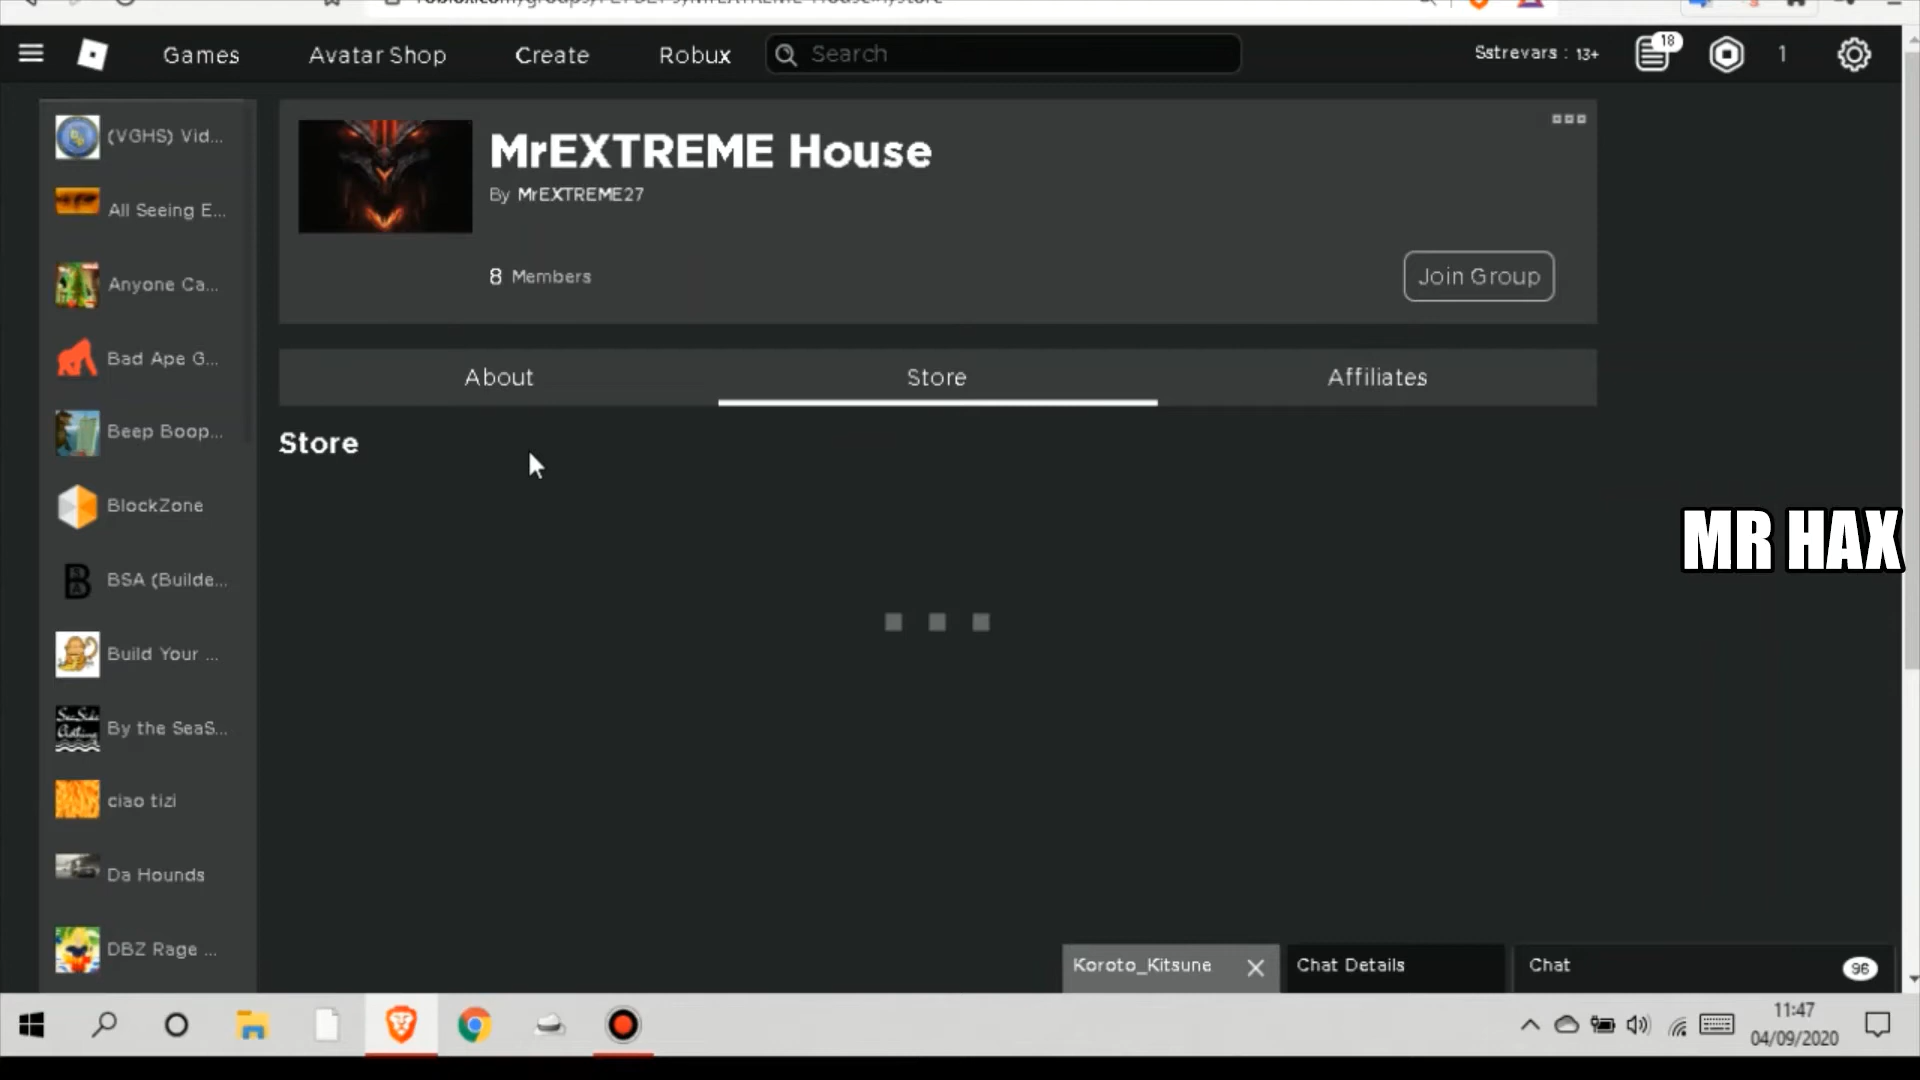 Games
Avatar Shop
Create
Robux
Search
Sstrevars : 13+
18
1
MrEXTREME House
By MrEXTREME27
8 Members
Join Group
About
Store
Affiliates
Store
(VGHS) Vid...
All Seeing E...
Anyone Ca...
Bad Ape G...
Beep Boop...
BlockZone
BSA (Builde...
Build Your ...
By the SeaS...
ciao tizi
Da Hounds
DBZ Rage ...
MR HAX
Koroto_Kitsune
Chat Details
Chat
96
11:47
04/09/2020